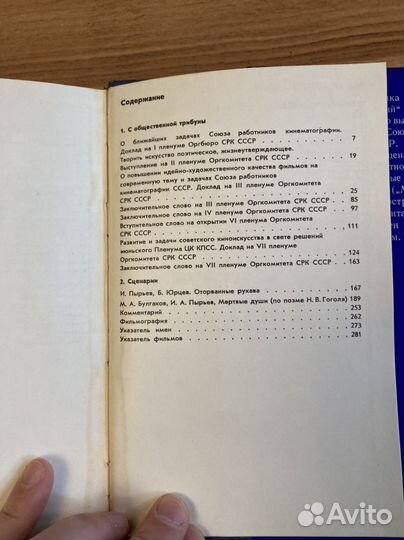 Содержание
1. С общественной трибуны
О ближайших задачах Союза работников кинематографии.
Доклад на I пленуме Оргбюро СРК СССР 7
Творить искусство поэтическое, жизнеутверждающее.
Выступление на II пленуме Оргкомитета СРК СССР 19
О повышении идейно-художественного качества фильмов на
современную тему и задачах Союза работников
кинематографии СССР. Доклад на III пленуме Оргкомитета
СРК СССР 25
Заключительное слово на III пленуме Оргкомитета СРК СССР 85
Заключительное слово на IV пленуме Оргкомитета СРК СССР 97
Вступительное слово на открытии VI пленума Оргкомитета
СРК СССР 111
Развитие и задачи советского киноискусства в свете решений
июньского Пленума ЦК КПСС. Доклад на VII пленуме
Оргкомитета СРК СССР 124
Заключительное слово на VII пленуме Оргкомитета СРК СССР 163
2. Сценарии
И. Пырьев, Б. Юрцев. Оторванные рукава 167
М. А. Булгаков, И. А. Пырьев, Мертвые души (по поэме Н. В. Гоголя) 189
Комментарий 253
Фильмография 262
Указатель имен 273
Указатель фильмов 281
Avito